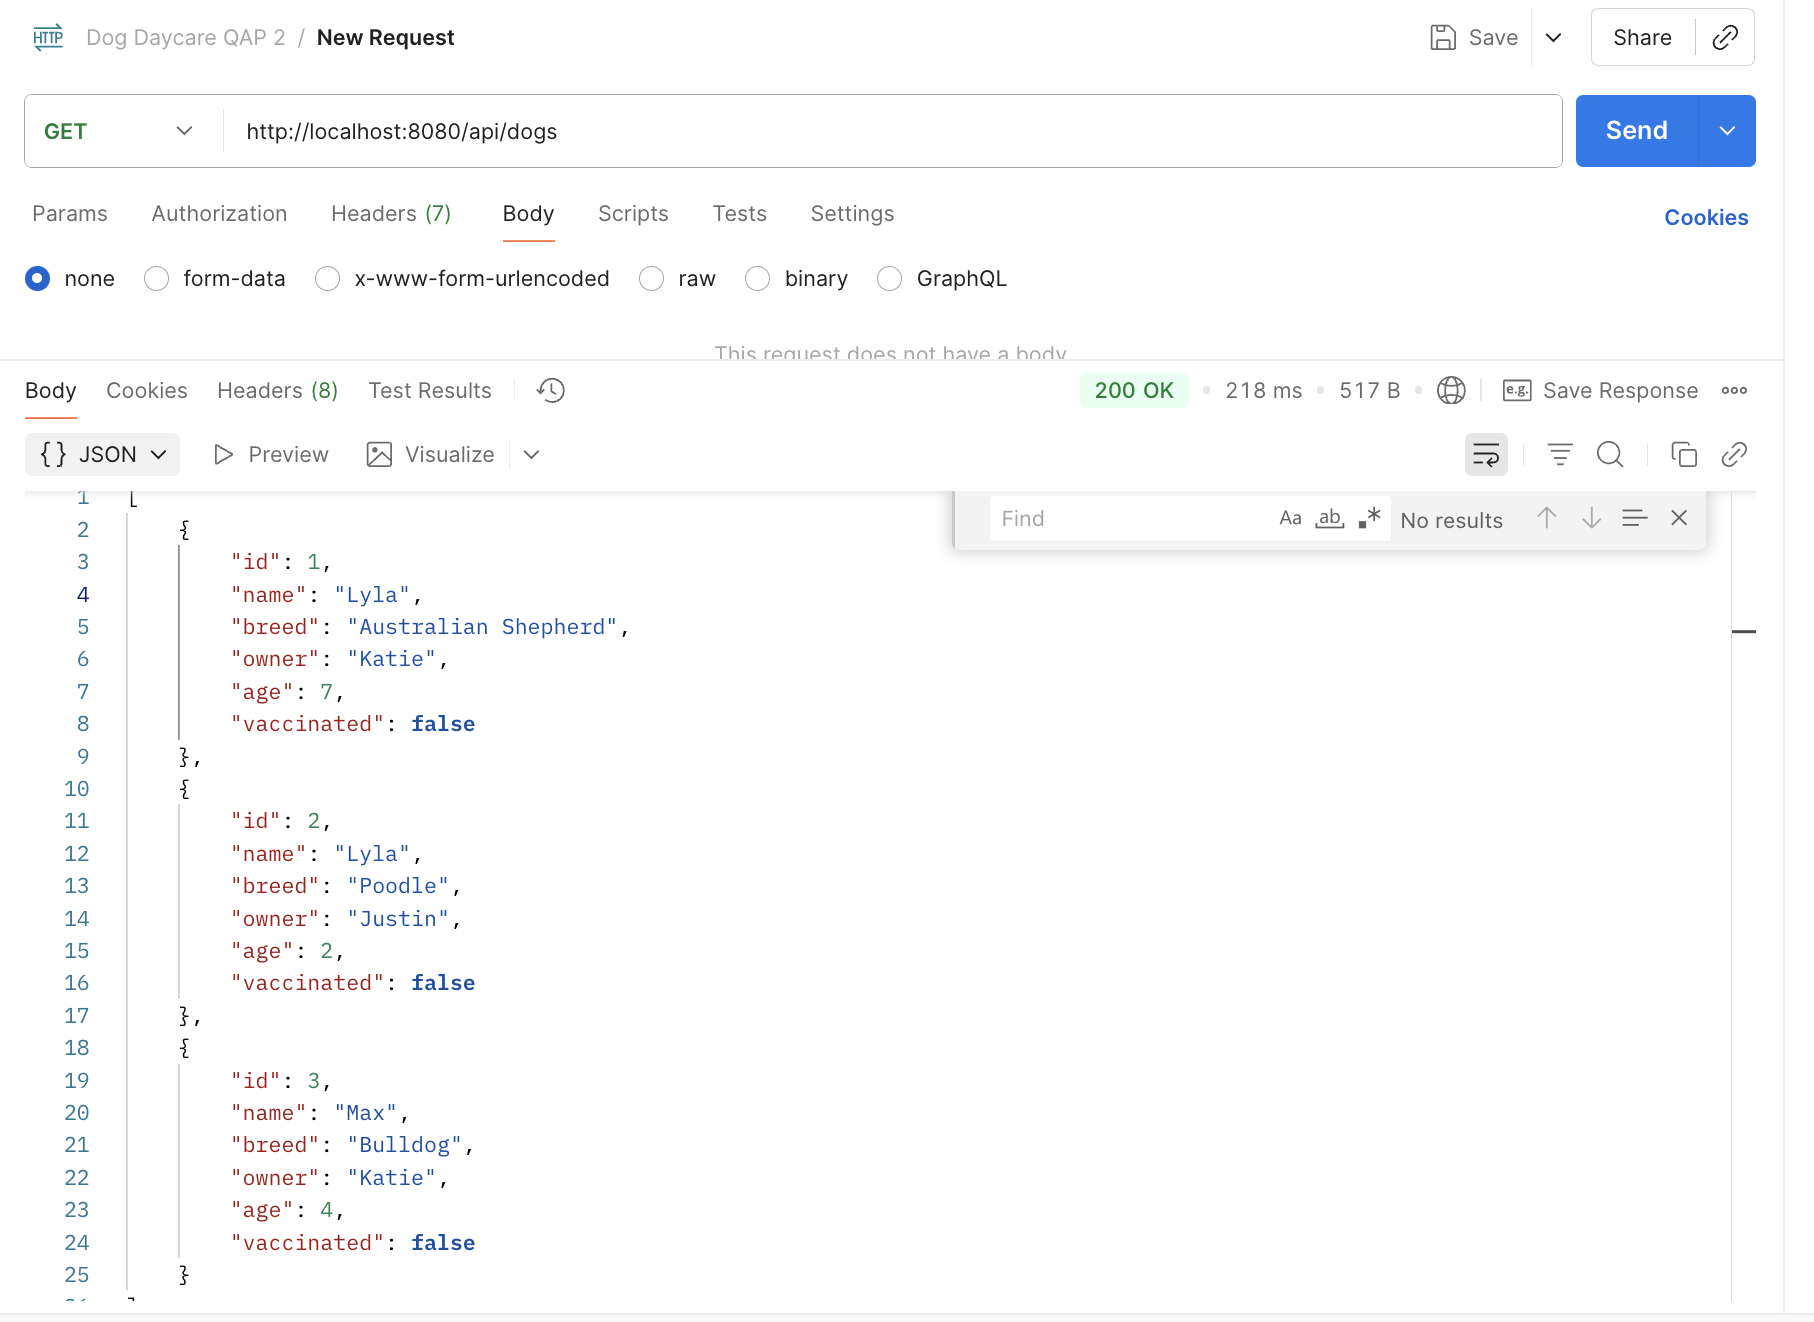 HTTP Dog Daycare QAP 2 / New Request Save Share
GET http://localhost:8080/api/dogs Send
Params Authorization Headers (7) Body Scripts Tests Settings Cookies
none form-data x-www-form-urlencoded raw binary GraphQL
This request does not have a body
Body Cookies Headers (8) Test Results 200 OK • 218 ms • 517 B • e.g. Save Response
{} JSON Preview Visualize
Find Aa ab .* No results
1 [
2 {
3 "id": 1,
4 "name": "Lyla",
5 "breed": "Australian Shepherd",
6 "owner": "Katie",
7 "age": 7,
8 "vaccinated": false
9 },
10 {
11 "id": 2,
12 "name": "Lyla",
13 "breed": "Poodle",
14 "owner": "Justin",
15 "age": 2,
16 "vaccinated": false
17 },
18 {
19 "id": 3,
20 "name": "Max",
21 "breed": "Bulldog",
22 "owner": "Katie",
23 "age": 4,
24 "vaccinated": false
25 }